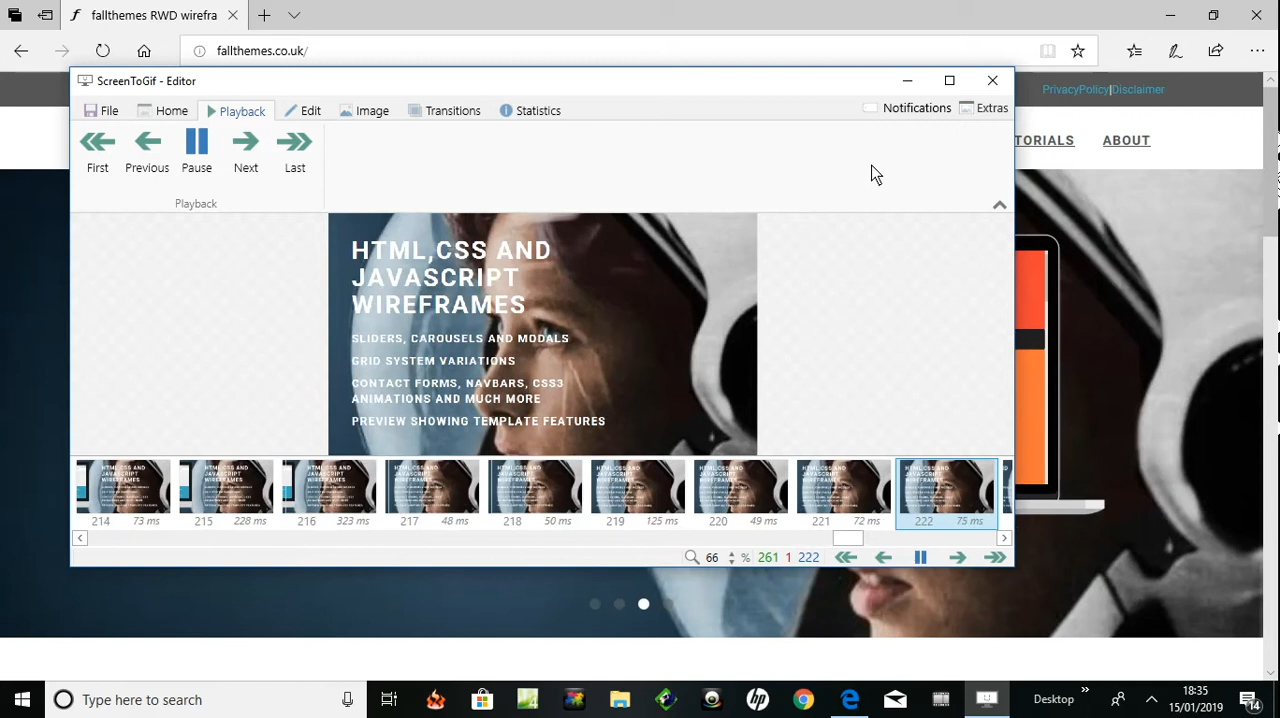 fallthemes RWD wirefra
fallthemes.co.uk/
PrivacyPolicy|Disclaimer
TORIALS ABOUT
ScreenToGif - Editor
File Home Playback Edit Image Transitions Statistics
Notifications Extras
First Previous Pause Next Last
Playback
HTML,CSS AND
JAVASCRIPT
WIREFRAMES
SLIDERS, CAROUSELS AND MODALS
GRID SYSTEM VARIATIONS
CONTACT FORMS, NAVBARS, CSS3
ANIMATIONS AND MUCH MORE
PREVIEW SHOWING TEMPLATE FEATURES
214 73 ms 215 228 ms 216 323 ms 217 48 ms 218 50 ms 219 125 ms 220 49 ms 221 72 ms 222 75 ms
66 % 261 1 222
Type here to search
Desktop
18:35
15/01/2019
14